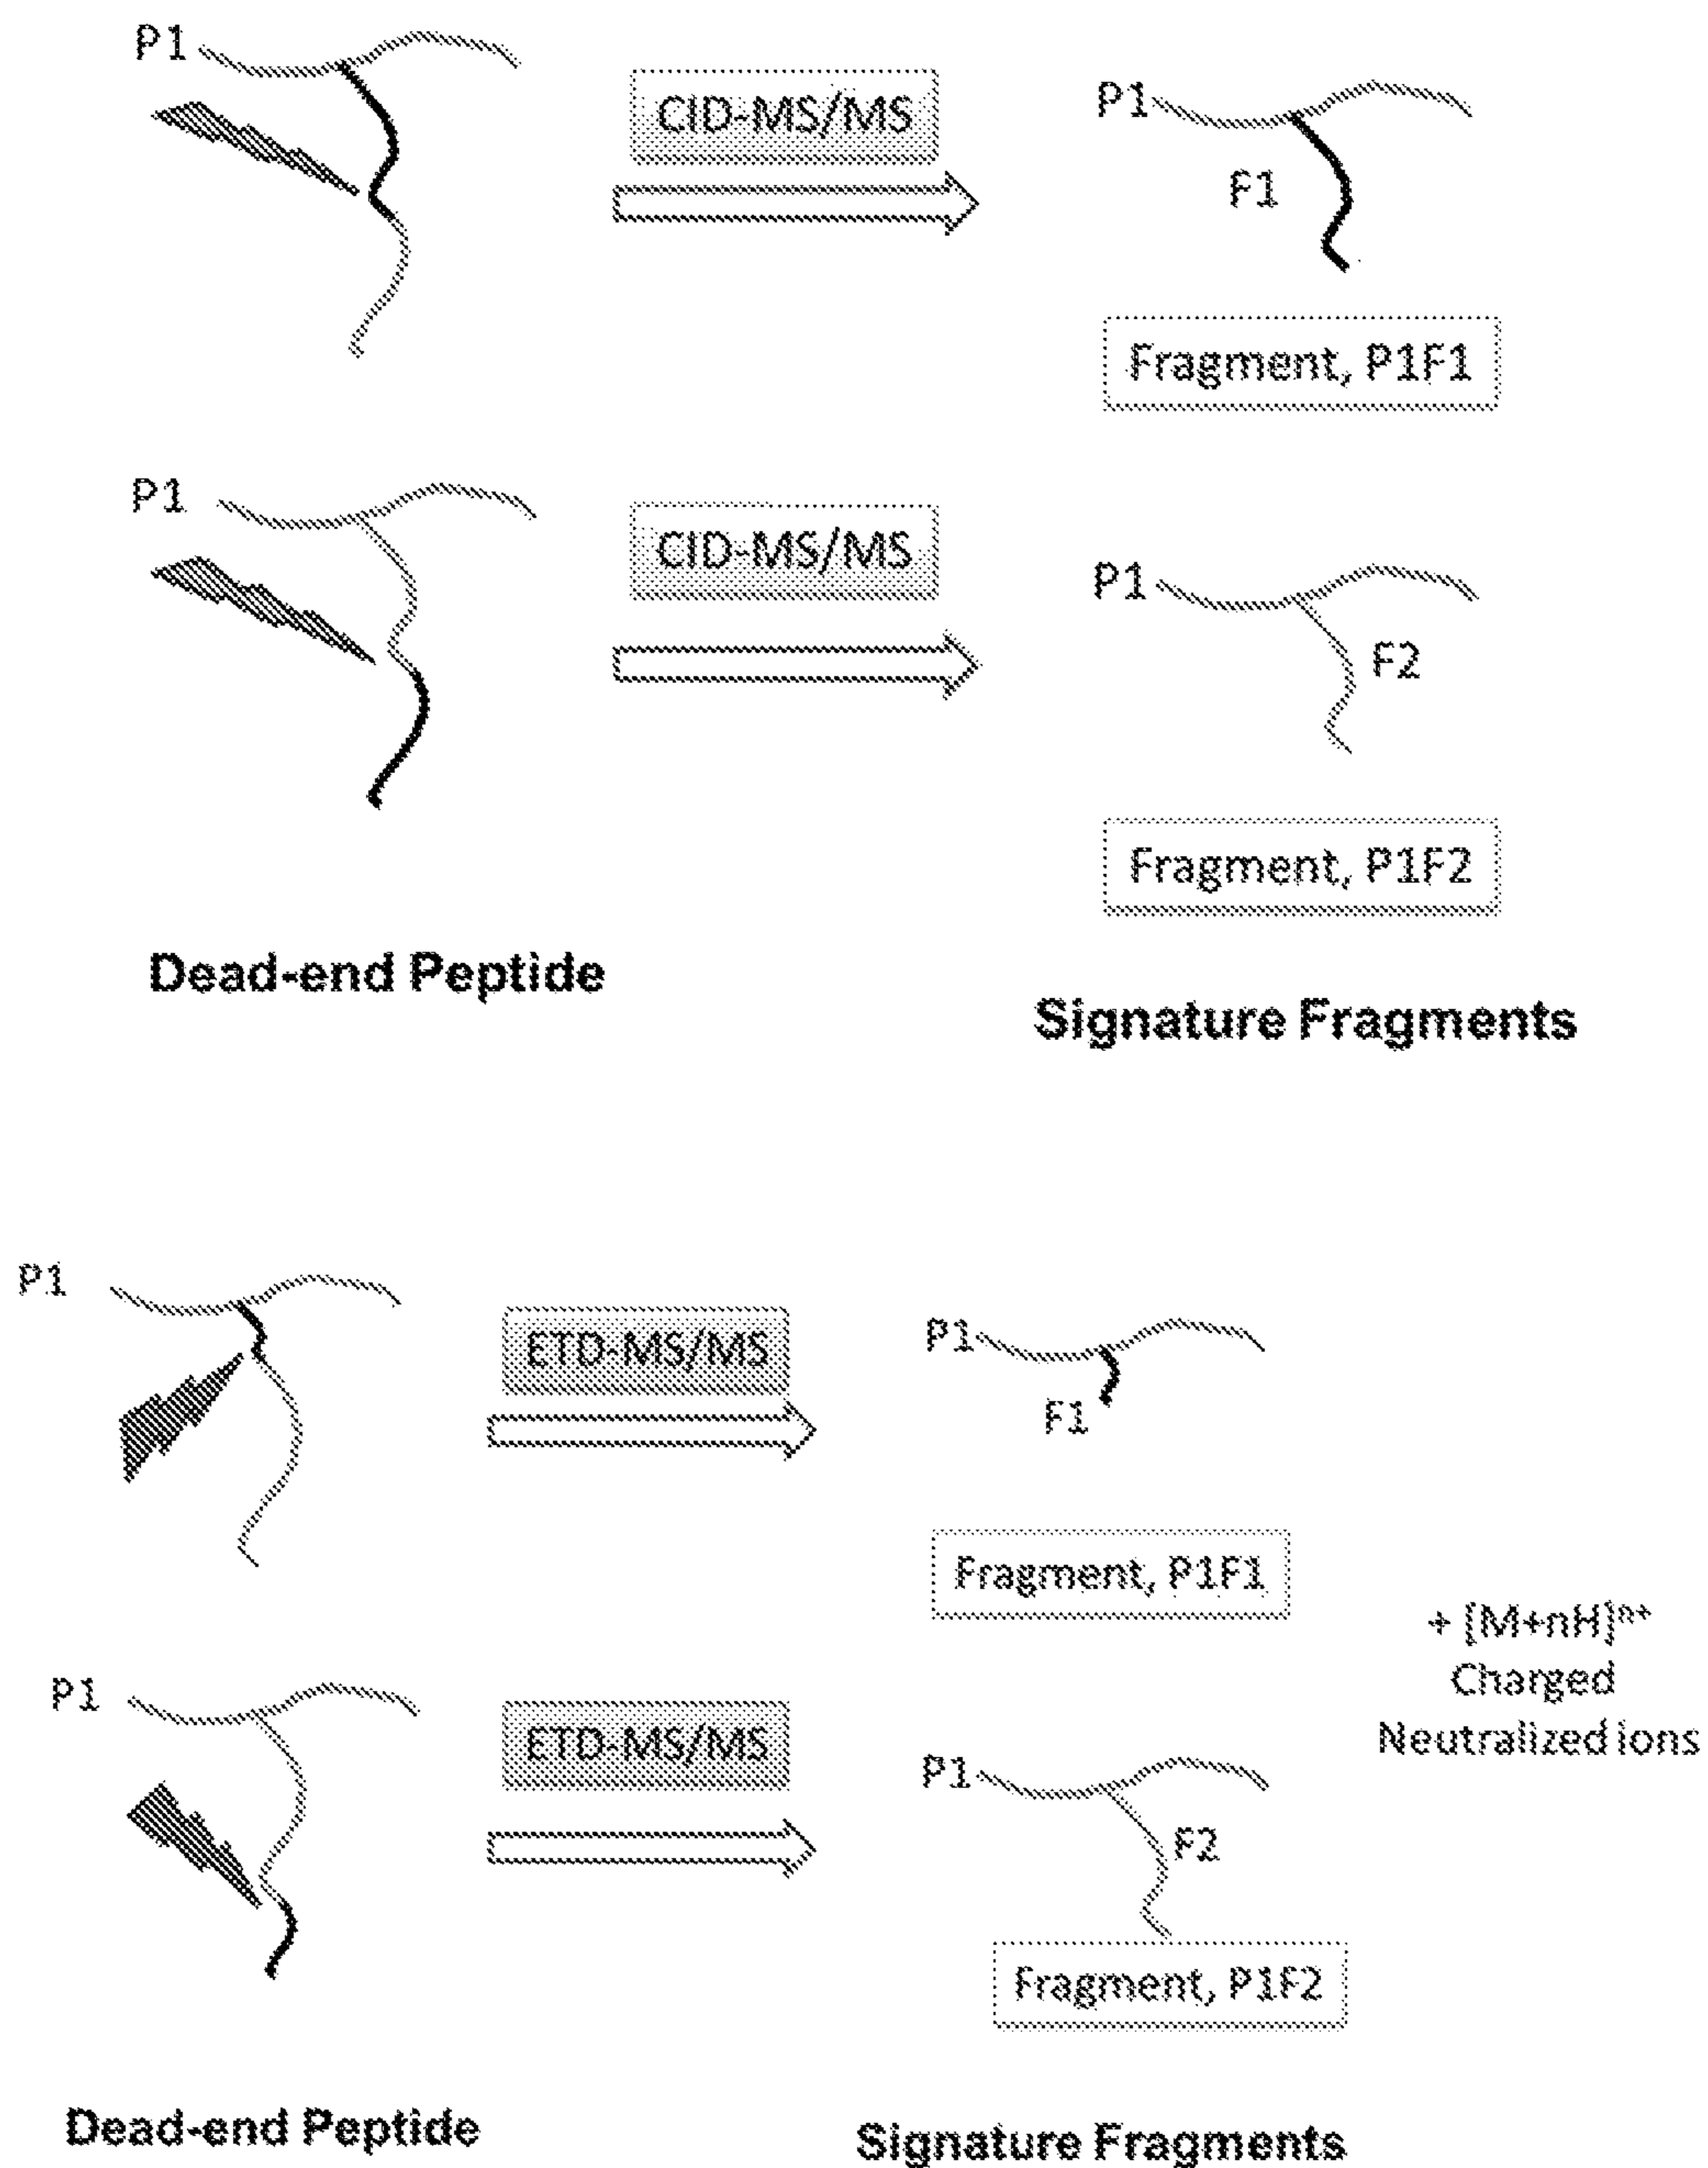 P1
CID-MS/MS
P1
F1
Fragment, P1F1
P1
CID-MS/MS
P1
F2
Fragment, P1F2
Dead-end Peptide
Signature Fragments
P1
ETD-MS/MS
P1
F1
Fragment, P1F1
+ [M+nH]ⁿ⁺
Charged
Neutralized ions
P1
ETD-MS/MS
P1
F2
Fragment, P1F2
Dead-end Peptide
Signature Fragments